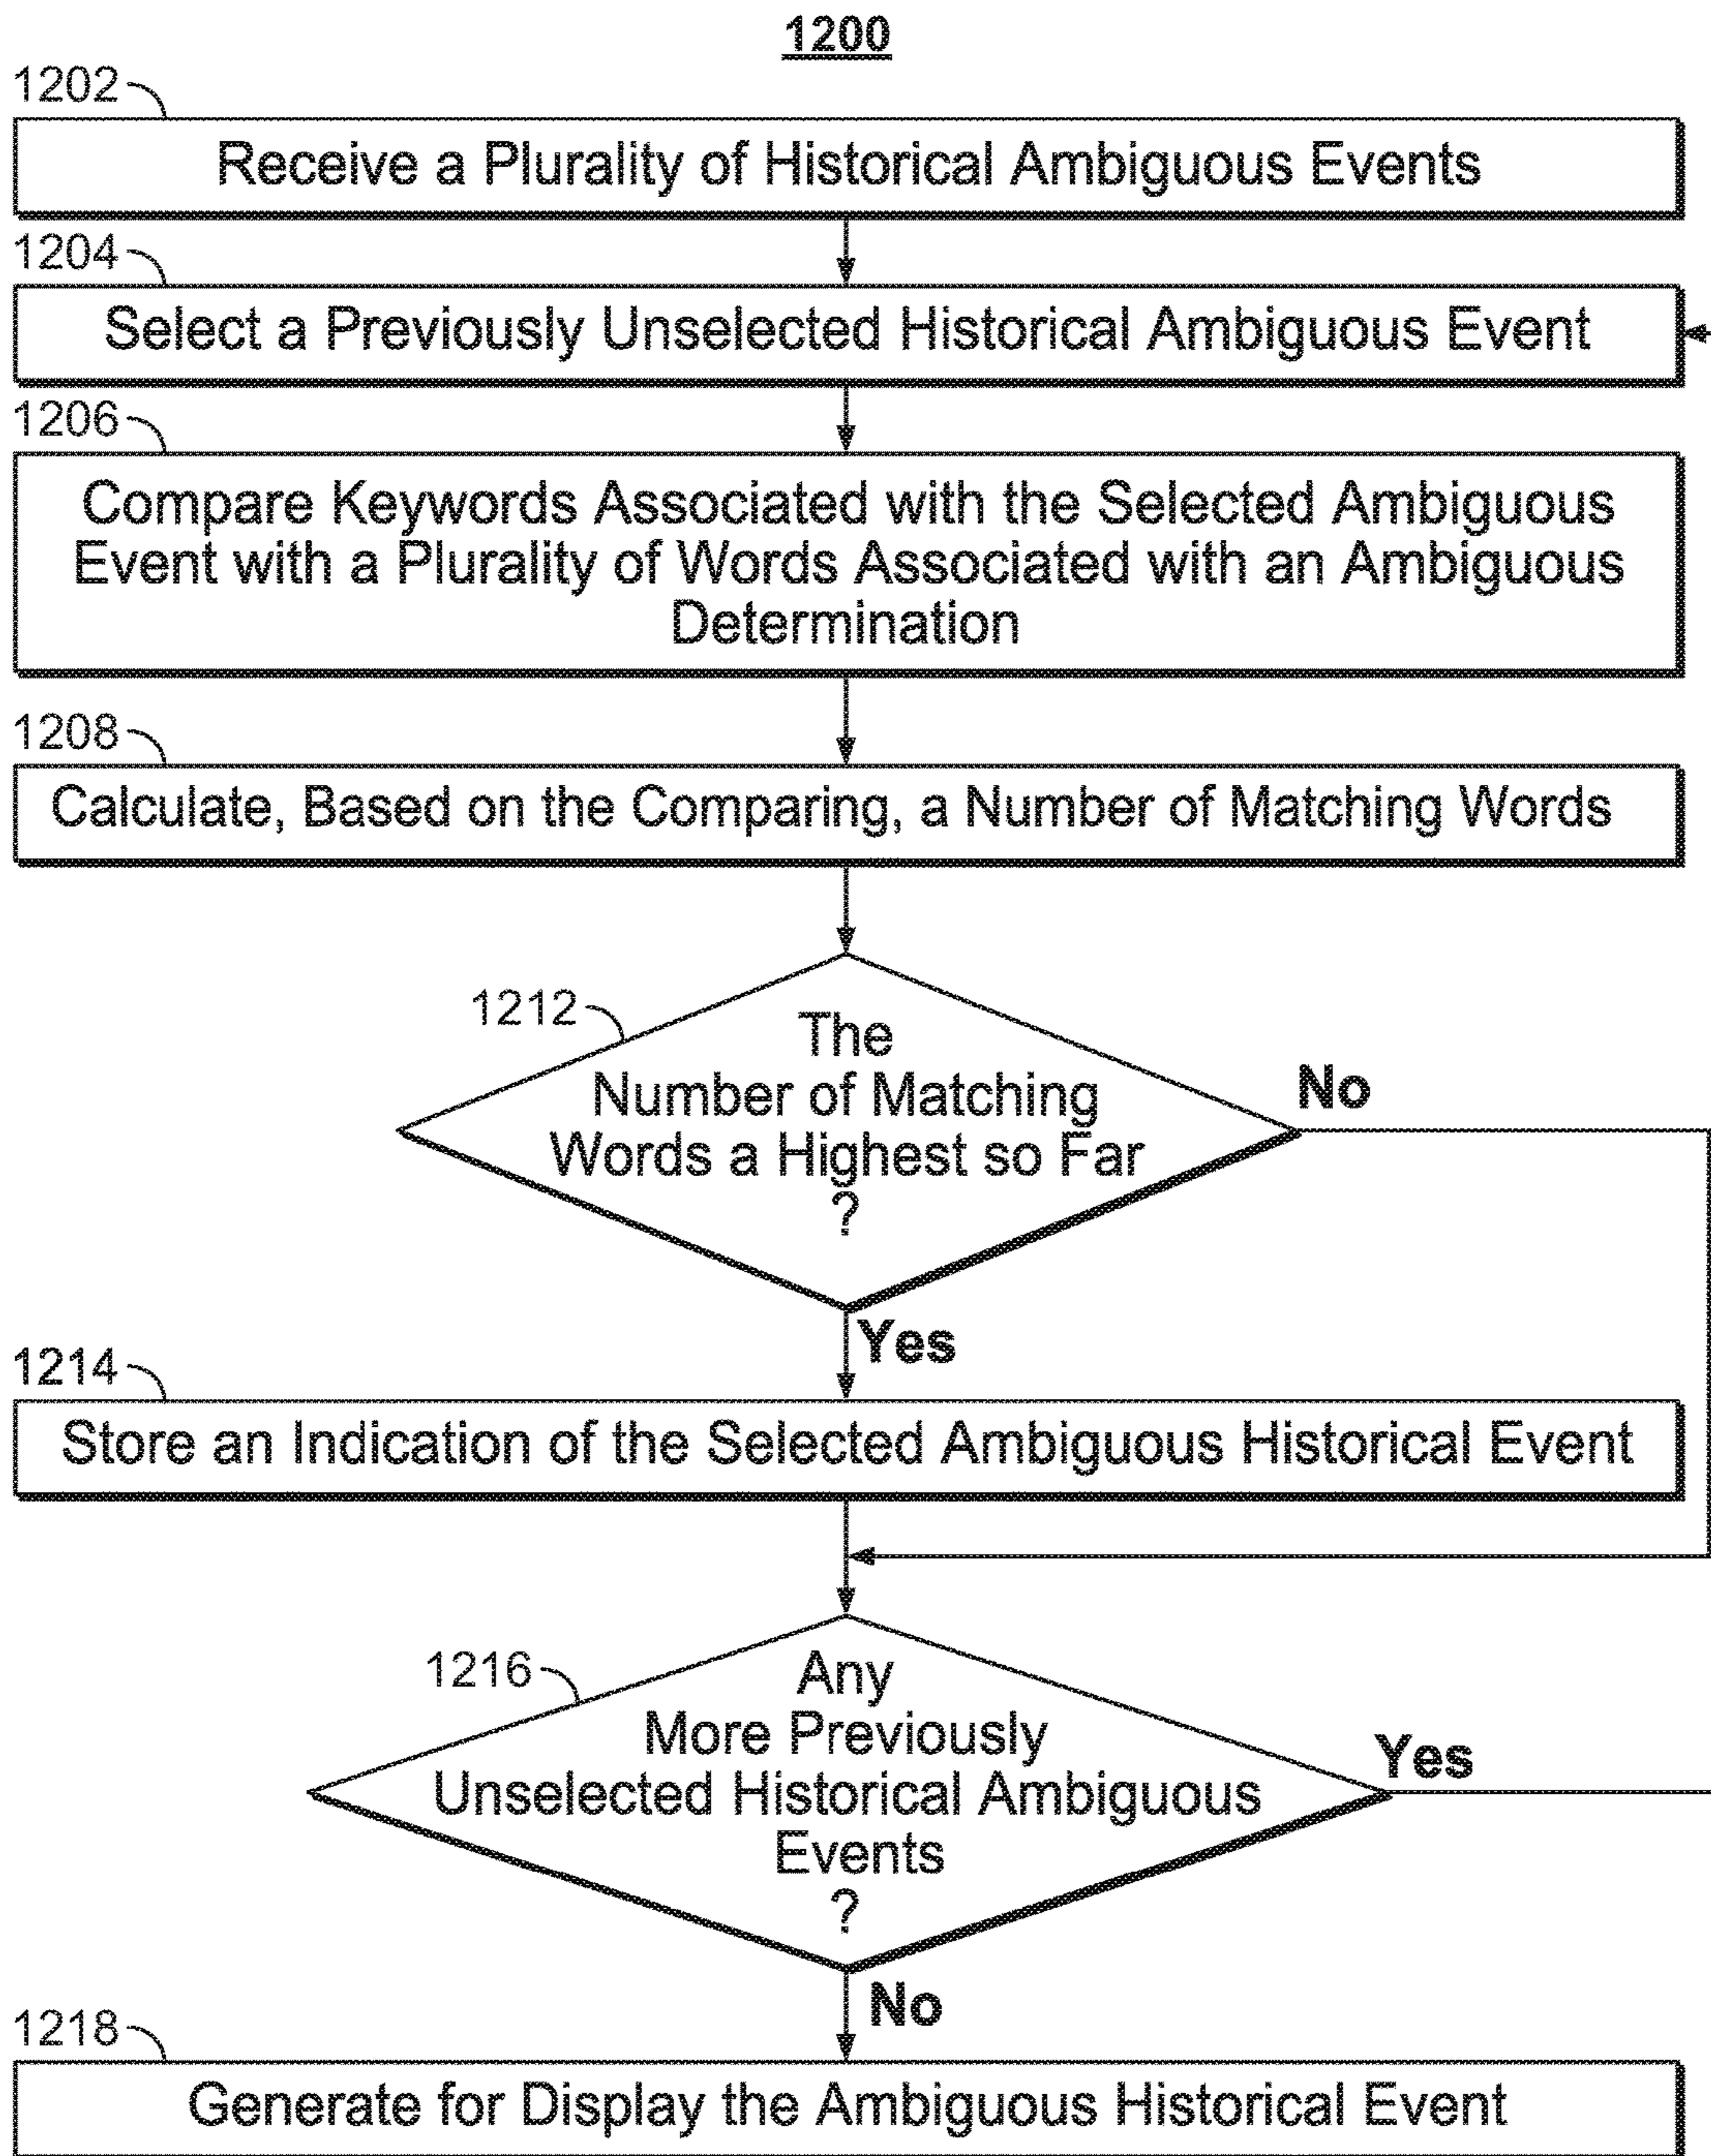 1200
1202
Receive a Plurality of Historical Ambiguous Events
1204
Select a Previously Unselected Historical Ambiguous Event
1206
Compare Keywords Associated with the Selected Ambiguous
Event with a Plurality of Words Associated with an Ambiguous
Determination
1208
Calculate, Based on the Comparing, a Number of Matching Words
1212
The
Number of Matching
Words a Highest so Far
?
No
Yes
1214
Store an Indication of the Selected Ambiguous Historical Event
1216
Any
More Previously
Unselected Historical Ambiguous
Events
?
Yes
No
1218
Generate for Display the Ambiguous Historical Event